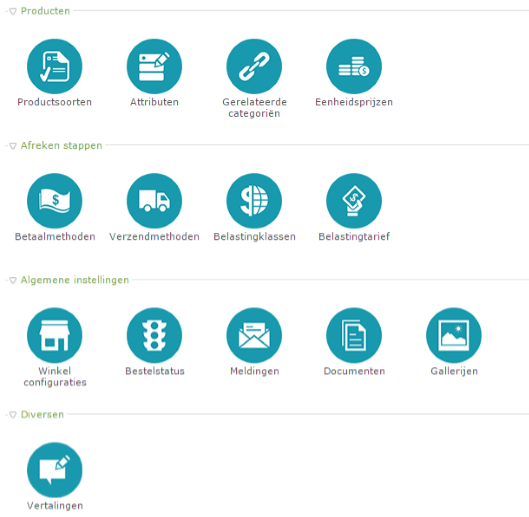 Producten
Productsoorten Attributen Gerelateerde categoriën Eenheidsprijzen
Afreken stappen
Betaalmethoden Verzendmethoden Belastingklassen Belastingtarief
Algemene instellingen
Winkel configuraties Bestelstatus Meldingen Documenten Gallerijen
Diversen
Vertalingen